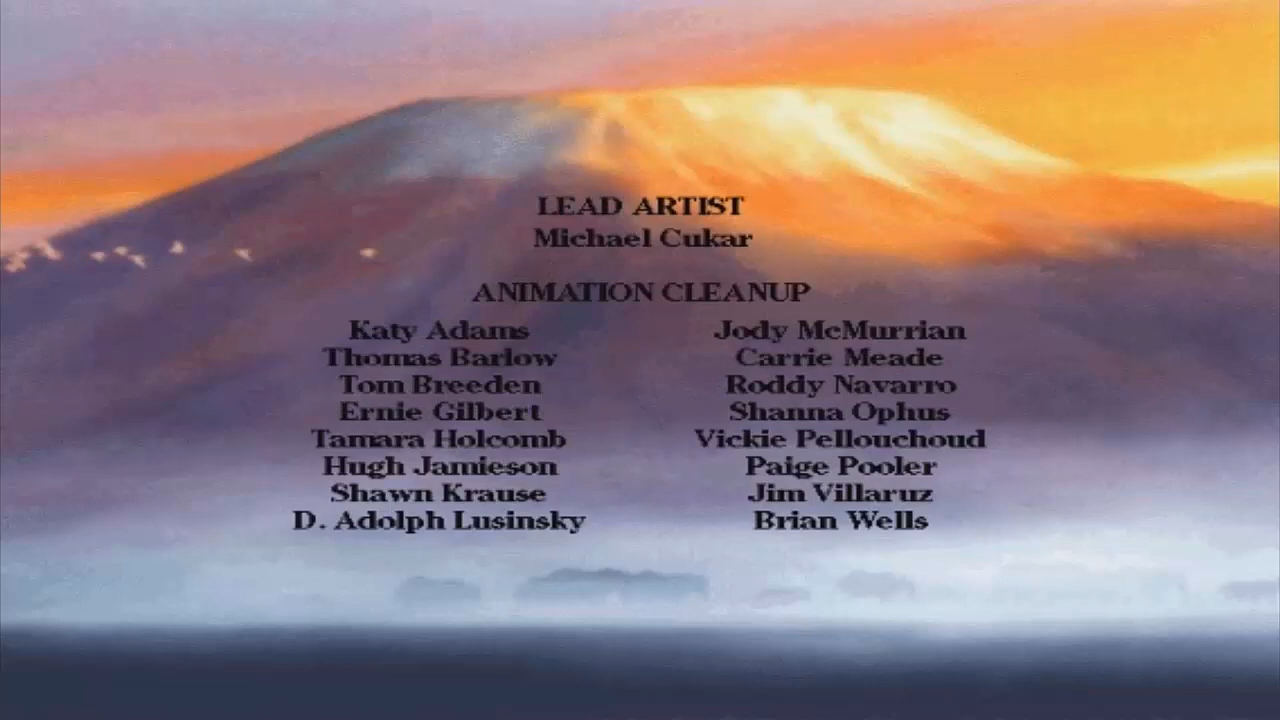 LEAD ARTIST
Michael Cukar
ANIMATION CLEANUP
Katy Adams
Thomas Barlow
Tom Breeden
Ernie Gilbert
Tamara Holcomb
Hugh Jamieson
Shawn Krause
D. Adolph Lusinsky
Jody McMurrian
Carrie Meade
Roddy Navarro
Shanna Ophus
Vickie Pellouchoud
Paige Pooler
Jim Villaruz
Brian Wells